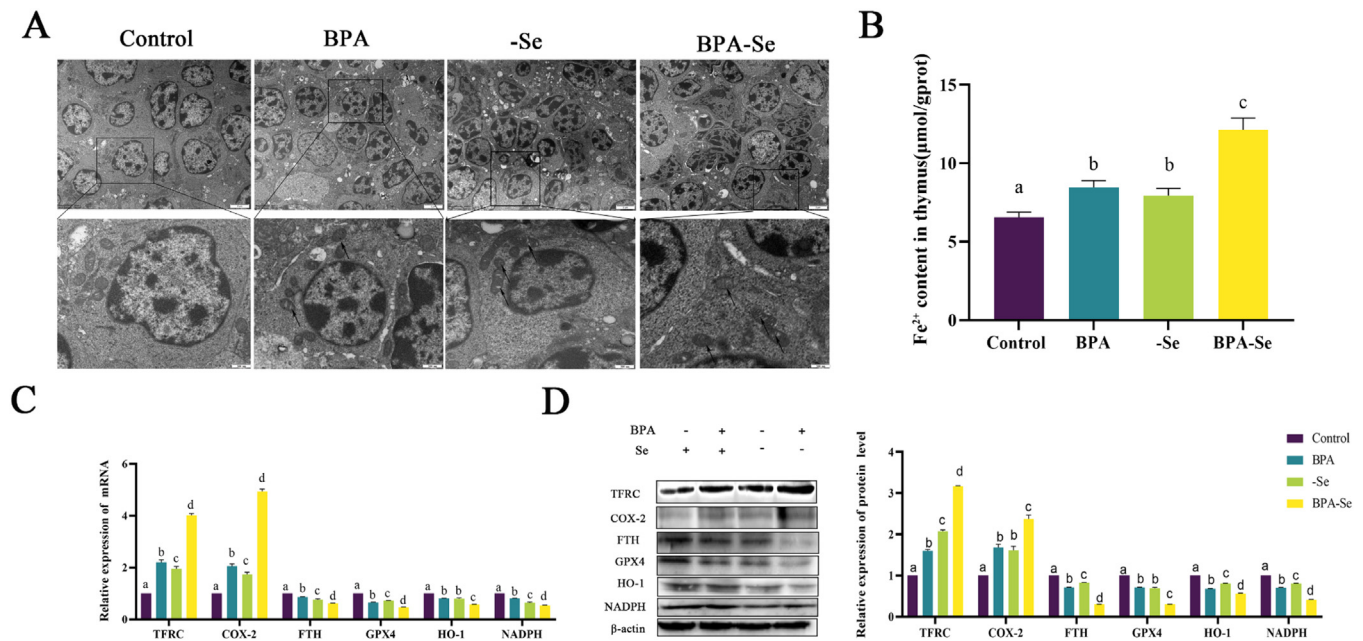 A
Control
BPA
-Se
BPA-Se
B
Fe²⁺ content in thymus(μmol/gprot)
15
10
5
0
a
b
b
c
Control
BPA
-Se
BPA-Se
C
Relative expression of mRNA
6
4
2
0
a b c d
a b c d
a b c d
a b c d
a b b c
a b c d
TFRC COX-2 FTH GPX4 HO-1 NADPH
D
BPA - + - +
Se + + - -
TFRC
COX-2
FTH
GPX4
HO-1
NADPH
β-actin
Relative expression of protein level
4
3
2
1
0
a b c d
a b b c
a b c d
a b b c
a b c d
a b c d
TFRC COX-2 FTH GPX4 HO-1 NADPH
Control
BPA
-Se
BPA-Se